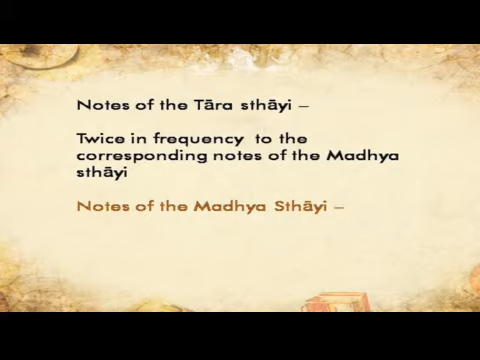 Notes of the Tāra sthāyi –
Twice in frequency to the
corresponding notes of the Madhya
sthāyi
Notes of the Madhya Sthāyi –